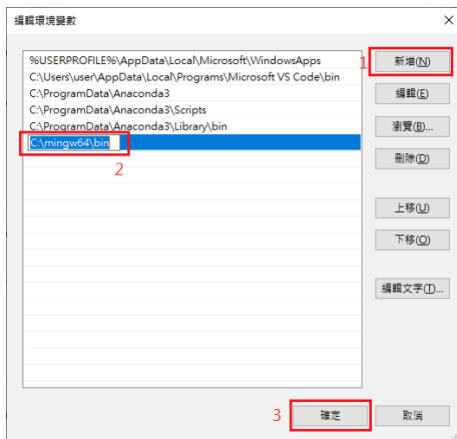 編輯環境變數
%USERPROFILE%\AppData\Local\Microsoft\WindowsApps
C:\Users\user\AppData\Local\Programs\Microsoft VS Code\bin
C:\ProgramData\Anaconda3
C:\ProgramData\Anaconda3\Scripts
C:\ProgramData\Anaconda3\Library\bin
C:\mingw64\bin
2
1
新增(N)
編輯(E)
瀏覽(B)...
刪除(D)
上移(U)
下移(O)
編輯文字(T)...
3
確定
取消